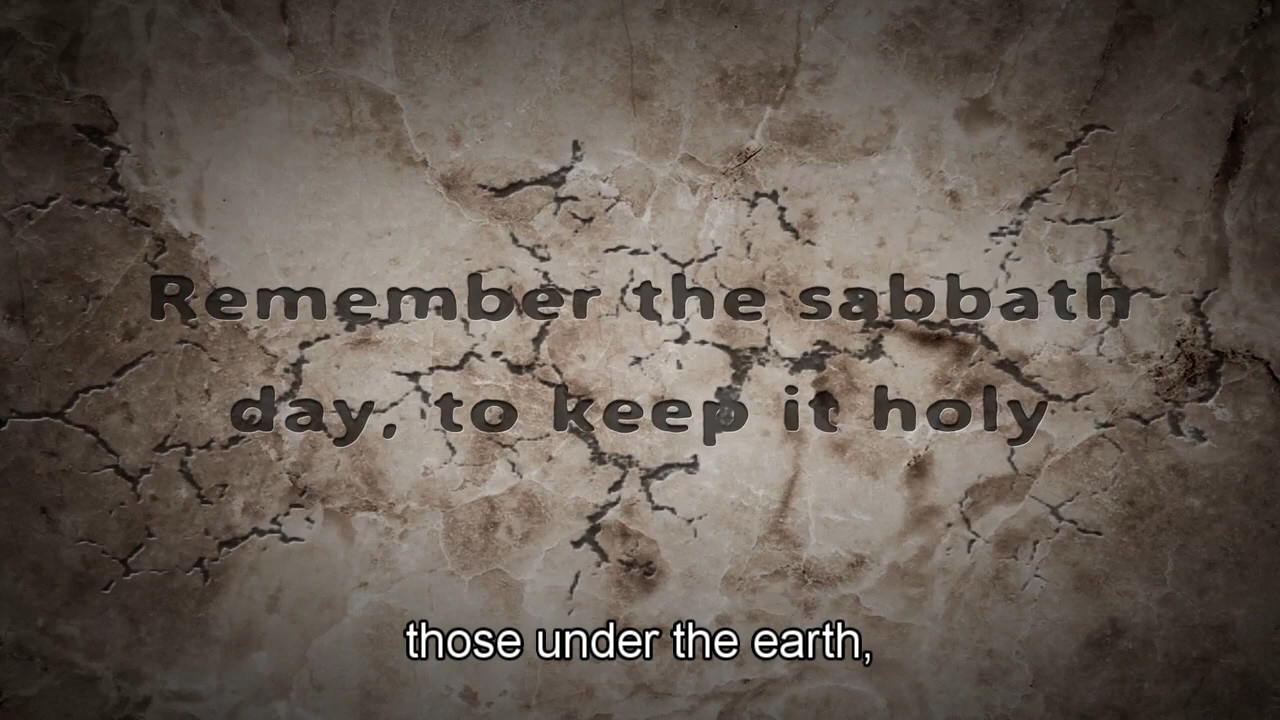 Remember the sabbath
day, to keep it holy
those under the earth,